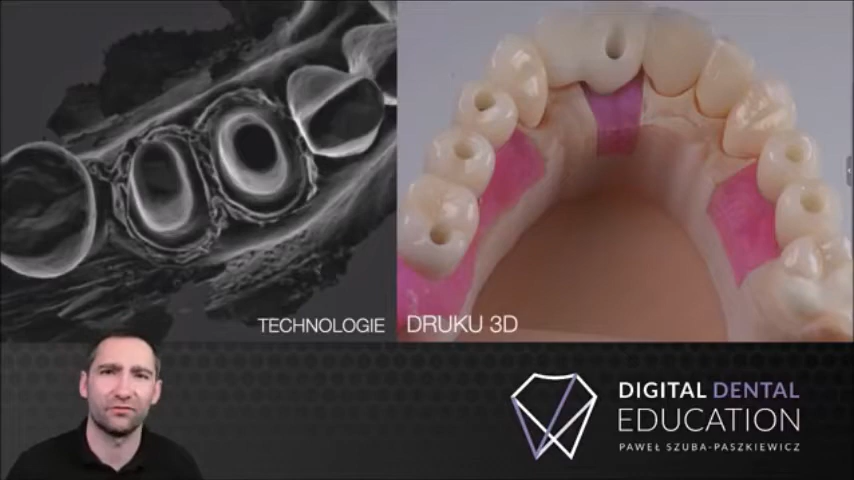 TECHNOLOGIE DRUKU 3D
DIGITAL DENTAL
EDUCATION
PAWEŁ SZUBA-PASZKIEWICZ